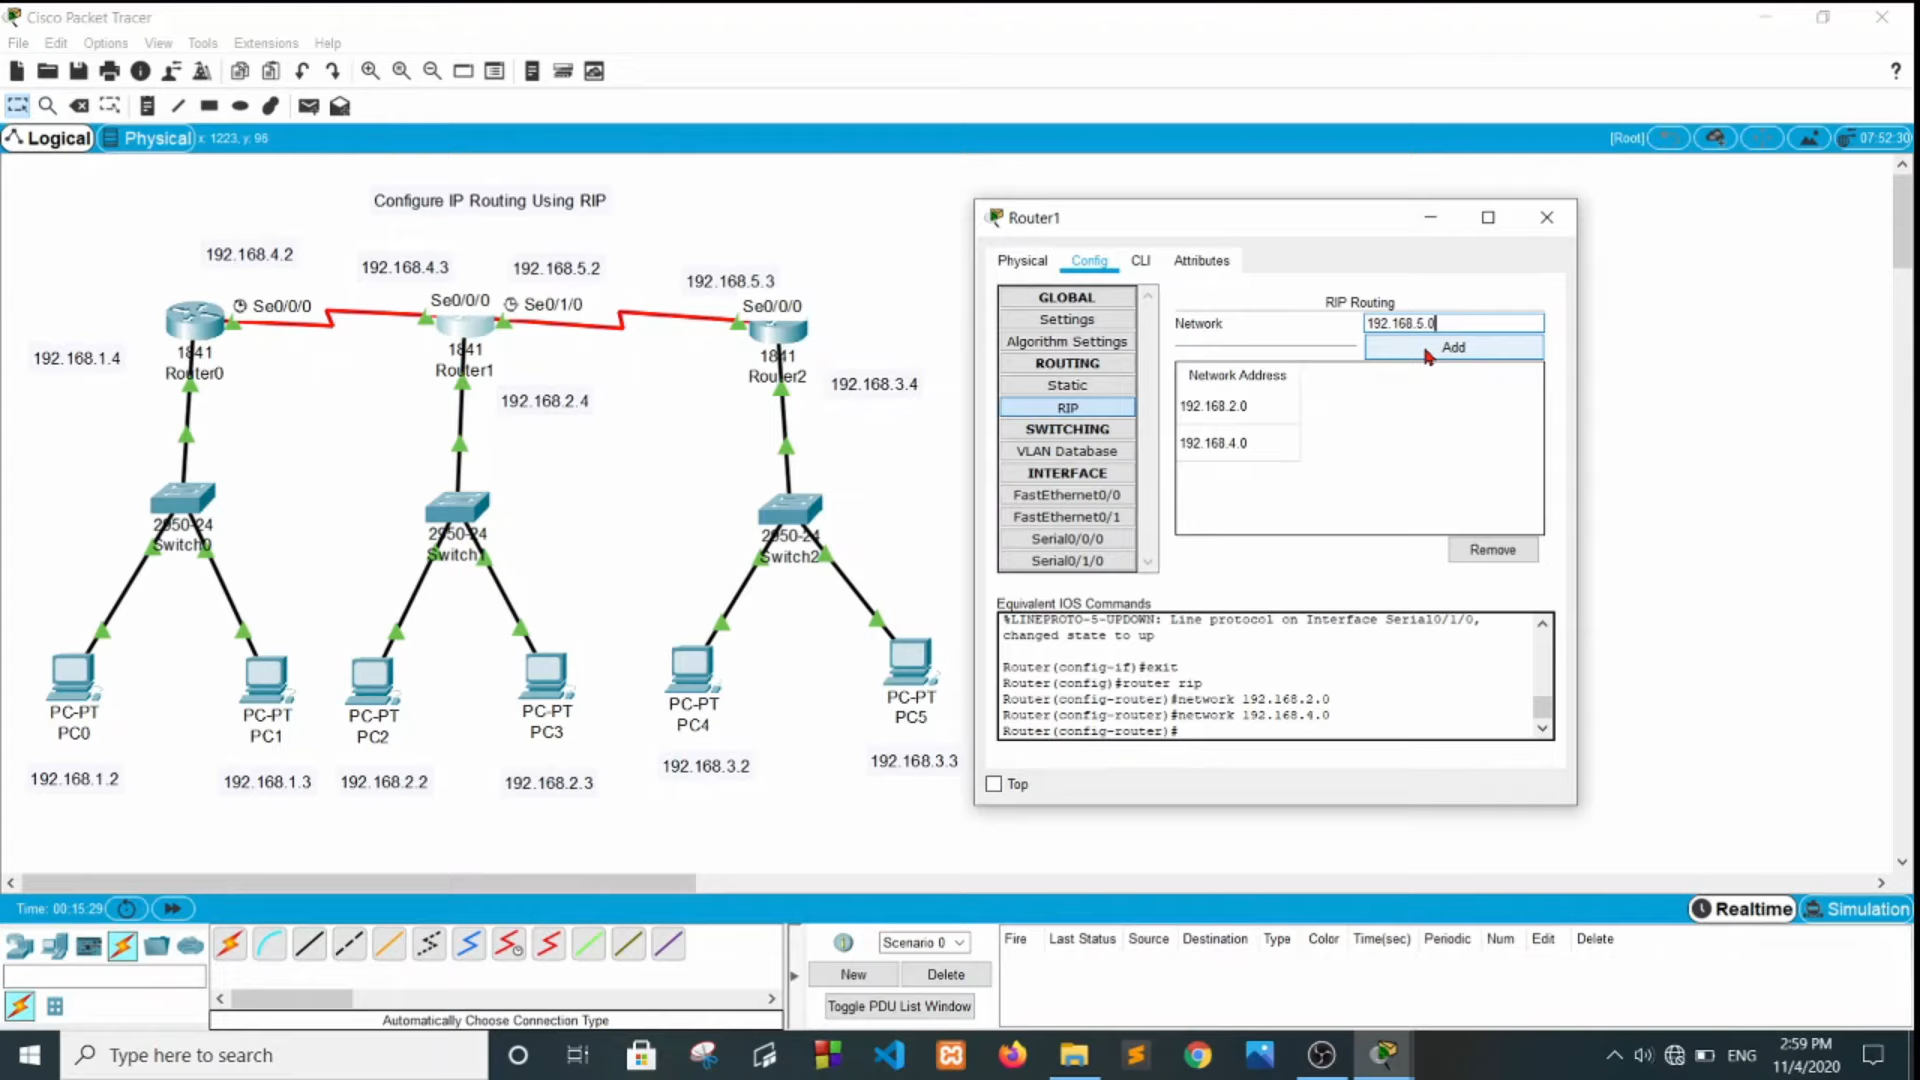 Cisco Packet Tracer
File Edit Options View Tools Extensions Help
?
Logical Physical x: 1223, y: 96 [Root] 07:52:30
Configure IP Routing Using RIP
192.168.4.2
192.168.4.3
192.168.5.2
192.168.5.3
Se0/0/0
Se0/0/0
Se0/1/0
Se0/0/0
192.168.1.4
1841
Router0
1841
Router1
1841
Router2
192.168.2.4
192.168.3.4
2950-24
Switch0
2950-24
Switch1
2950-24
Switch2
PC-PT
PC0
PC-PT
PC1
PC-PT
PC2
PC-PT
PC3
PC-PT
PC4
PC-PT
PC5
192.168.1.2
192.168.1.3
192.168.2.2
192.168.2.3
192.168.3.2
192.168.3.3
Router1
Physical Config CLI Attributes
GLOBAL
Settings
Algorithm Settings
ROUTING
Static
RIP
SWITCHING
VLAN Database
INTERFACE
FastEthernet0/0
FastEthernet0/1
Serial0/0/0
Serial0/1/0
RIP Routing
Network 192.168.5.0
Add
Network Address
192.168.2.0
192.168.4.0
Remove
Equivalent IOS Commands
%LINEPROTO-5-UPDOWN: Line protocol on Interface Serial0/1/0,
changed state to up
Router(config-if)#exit
Router(config)#router rip
Router(config-router)#network 192.168.2.0
Router(config-router)#network 192.168.4.0
Router(config-router)#
Top
Time: 00:15:29
Realtime Simulation
Scenario 0
New Delete
Toggle PDU List Window
Fire Last Status Source Destination Type Color Time(sec) Periodic Num Edit Delete
Automatically Choose Connection Type
Type here to search
ENG
2:59 PM
11/4/2020